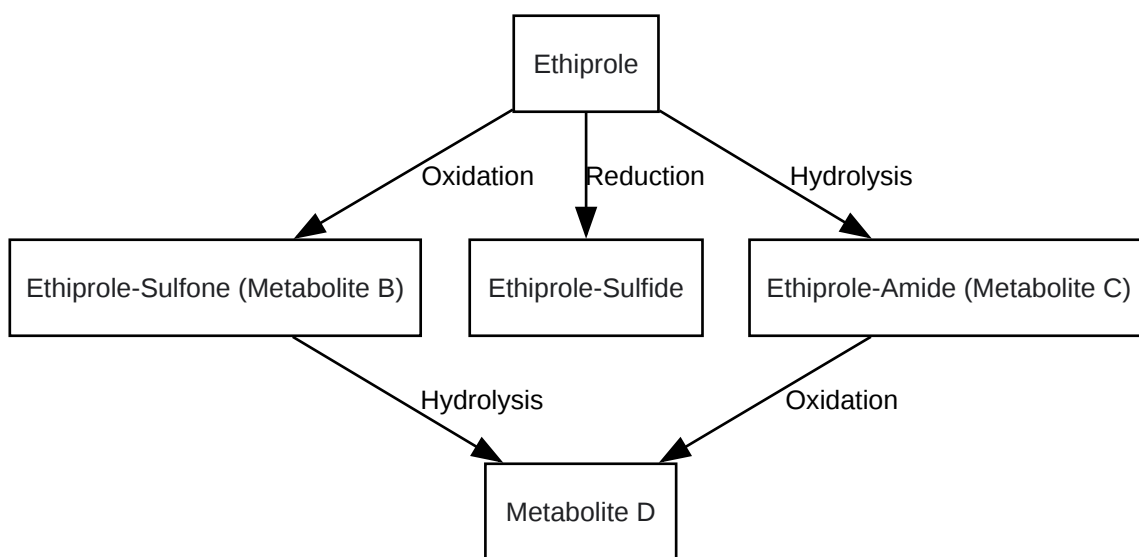 Ethiprole
Oxidation
Reduction
Hydrolysis
Ethiprole-Sulfone (Metabolite B)
Ethiprole-Sulfide
Ethiprole-Amide (Metabolite C)
Hydrolysis
Oxidation
Metabolite D